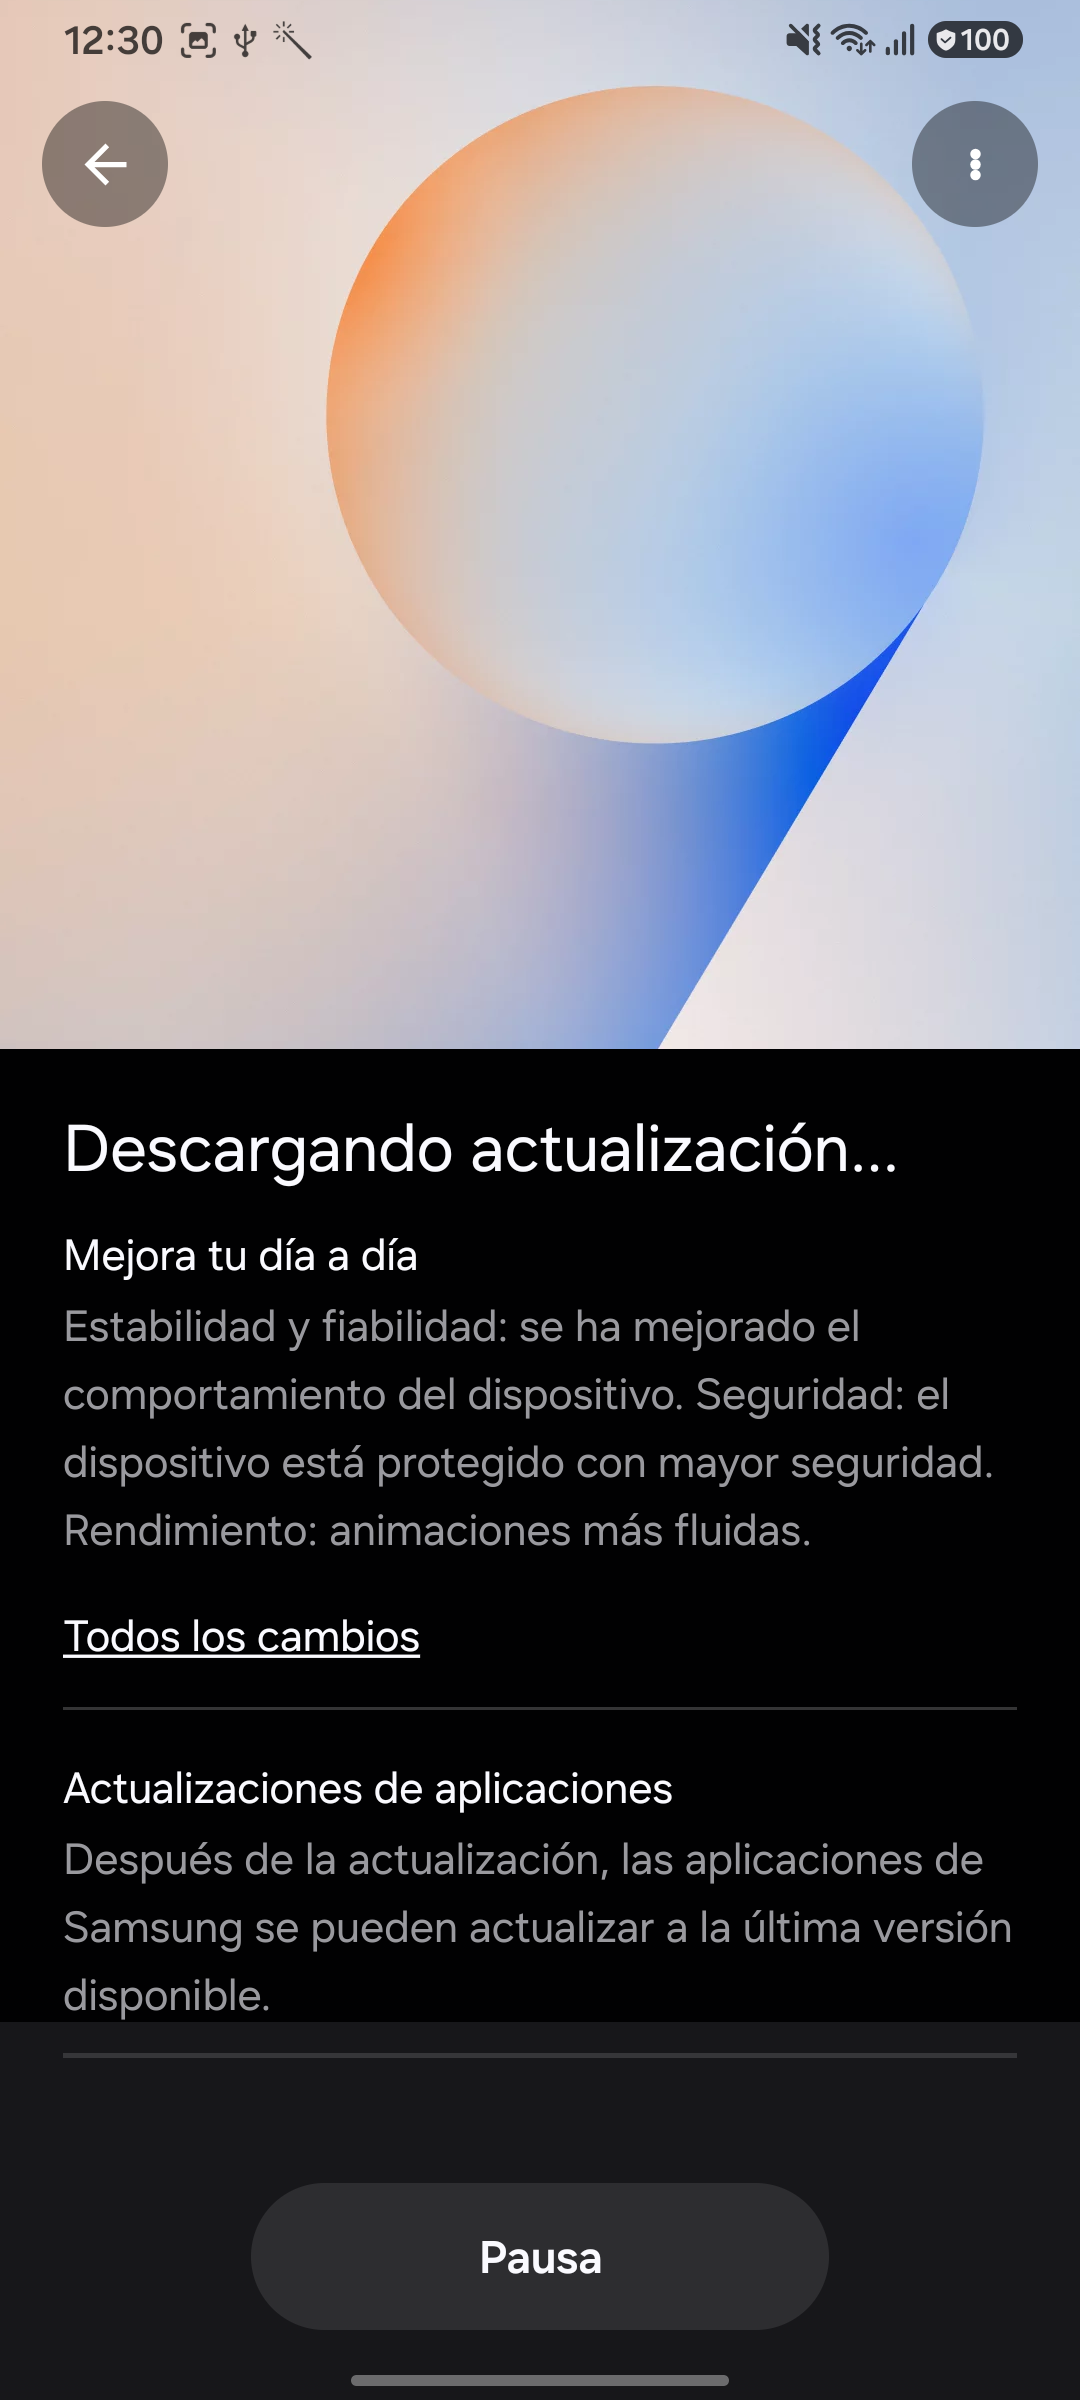 12:30
100
Descargando actualización...
Mejora tu día a día
Estabilidad y fiabilidad: se ha mejorado el
comportamiento del dispositivo. Seguridad: el
dispositivo está protegido con mayor seguridad.
Rendimiento: animaciones más fluidas.
Todos los cambios
Actualizaciones de aplicaciones
Después de la actualización, las aplicaciones de
Samsung se pueden actualizar a la última versión
disponible.
Pausa